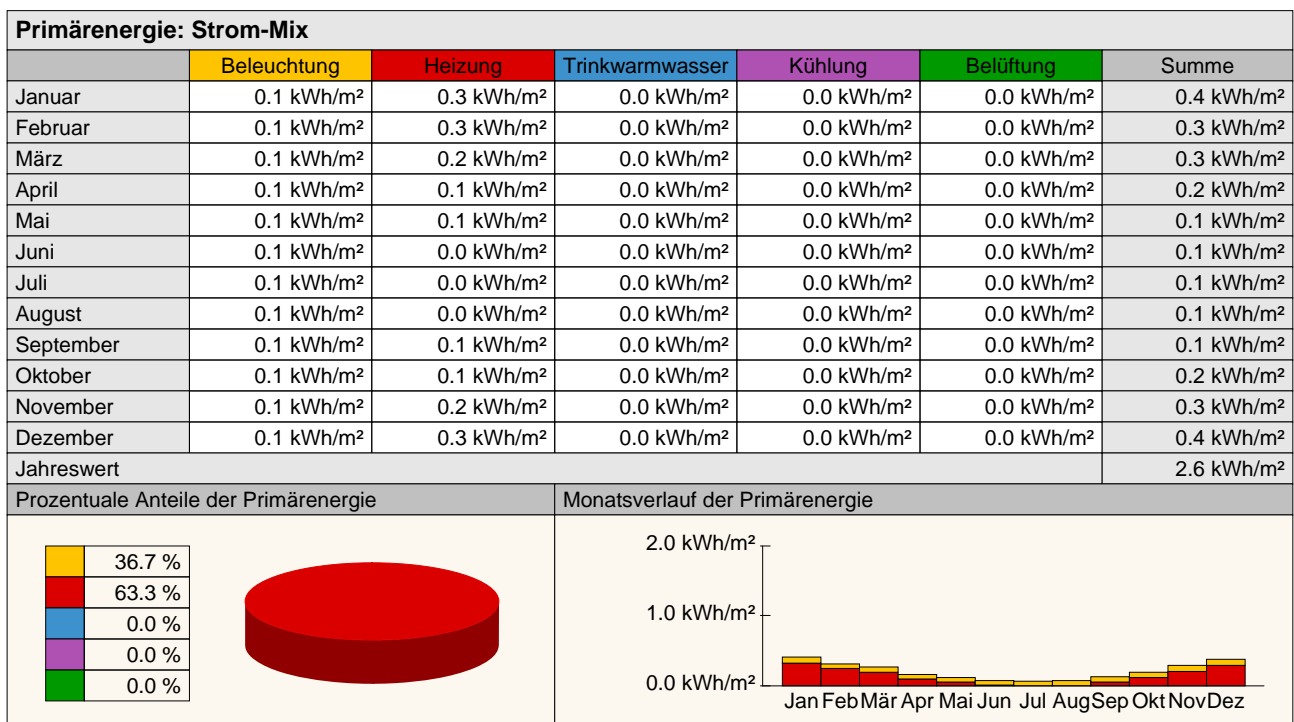 Primärenergie: Strom-Mix
Beleuchtung Heizung Trinkwarmwasser Kühlung Belüftung Summe
Januar 0.1 kWh/m² 0.3 kWh/m² 0.0 kWh/m² 0.0 kWh/m² 0.0 kWh/m² 0.4 kWh/m²
Februar 0.1 kWh/m² 0.3 kWh/m² 0.0 kWh/m² 0.0 kWh/m² 0.0 kWh/m² 0.3 kWh/m²
März 0.1 kWh/m² 0.2 kWh/m² 0.0 kWh/m² 0.0 kWh/m² 0.0 kWh/m² 0.3 kWh/m²
April 0.1 kWh/m² 0.1 kWh/m² 0.0 kWh/m² 0.0 kWh/m² 0.0 kWh/m² 0.2 kWh/m²
Mai 0.1 kWh/m² 0.1 kWh/m² 0.0 kWh/m² 0.0 kWh/m² 0.0 kWh/m² 0.1 kWh/m²
Juni 0.1 kWh/m² 0.0 kWh/m² 0.0 kWh/m² 0.0 kWh/m² 0.0 kWh/m² 0.1 kWh/m²
Juli 0.1 kWh/m² 0.0 kWh/m² 0.0 kWh/m² 0.0 kWh/m² 0.0 kWh/m² 0.1 kWh/m²
August 0.1 kWh/m² 0.0 kWh/m² 0.0 kWh/m² 0.0 kWh/m² 0.0 kWh/m² 0.1 kWh/m²
September 0.1 kWh/m² 0.1 kWh/m² 0.0 kWh/m² 0.0 kWh/m² 0.0 kWh/m² 0.1 kWh/m²
Oktober 0.1 kWh/m² 0.1 kWh/m² 0.0 kWh/m² 0.0 kWh/m² 0.0 kWh/m² 0.2 kWh/m²
November 0.1 kWh/m² 0.2 kWh/m² 0.0 kWh/m² 0.0 kWh/m² 0.0 kWh/m² 0.3 kWh/m²
Dezember 0.1 kWh/m² 0.3 kWh/m² 0.0 kWh/m² 0.0 kWh/m² 0.0 kWh/m² 0.4 kWh/m²
Jahreswert 2.6 kWh/m²
Prozentuale Anteile der Primärenergie
36.7 %
63.3 %
0.0 %
0.0 %
0.0 %
Monatsverlauf der Primärenergie
2.0 kWh/m²
1.0 kWh/m²
0.0 kWh/m²
Jan Feb Mär Apr Mai Jun Jul Aug Sep Okt Nov Dez